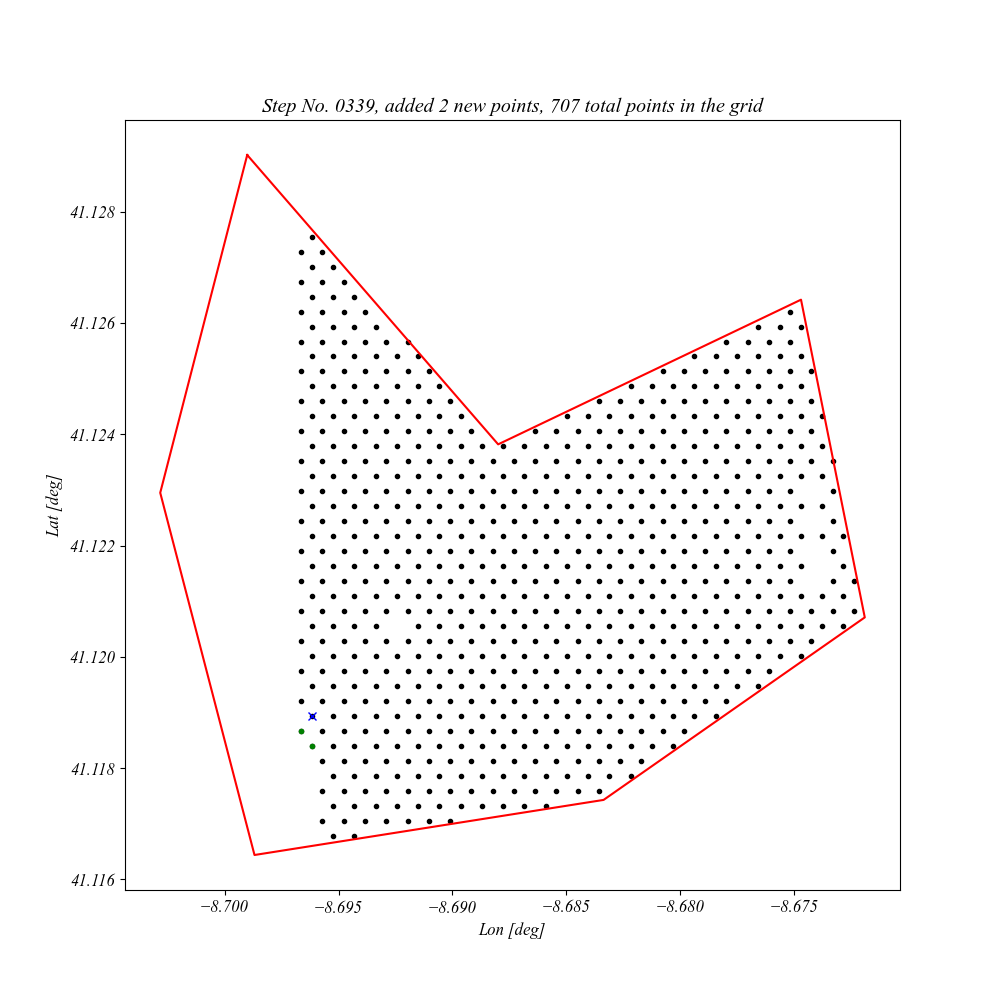 Step No. 0339, added 2 new points, 707 total points in the grid
41.128
41.126
41.124
41.122
41.120
41.118
41.116
Lat [deg]
−8.700 −8.695 −8.690 −8.685 −8.680 −8.675
Lon [deg]